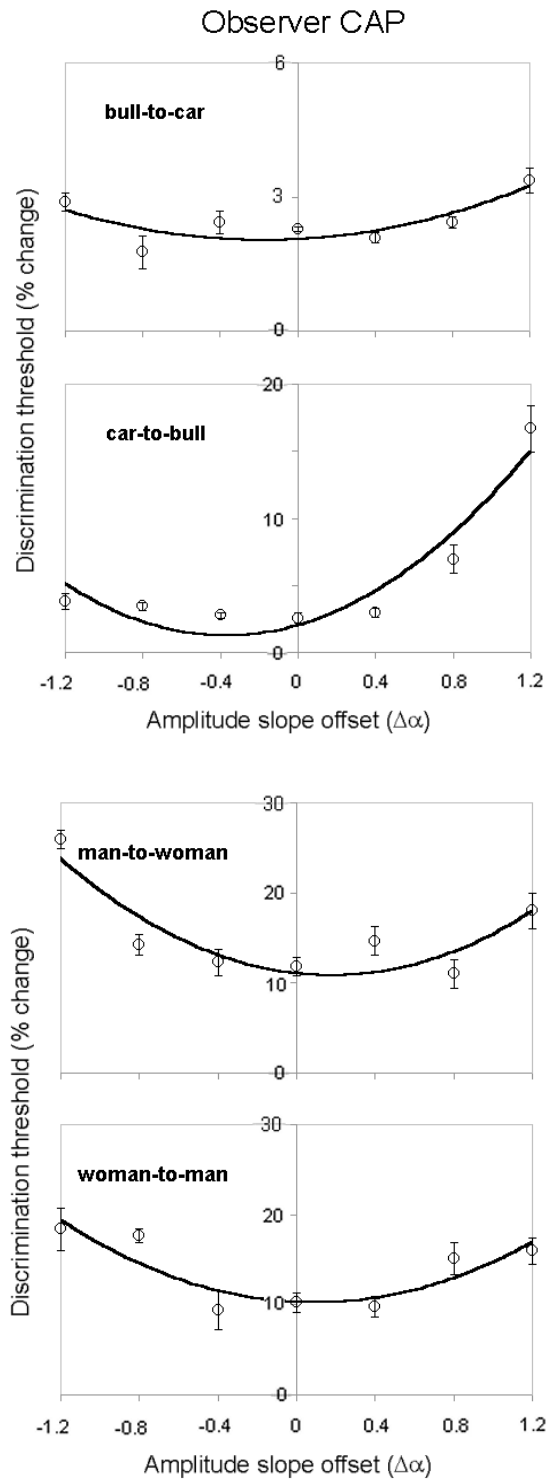 Observer CAP
6
bull-to-car
3
0
Discrimination threshold (% change)
20
car-to-bull
10
0
-1.2 -0.8 -0.4 0 0.4 0.8 1.2
Amplitude slope offset (Δα)
30
man-to-woman
20
10
0
Discrimination threshold (% change)
30
woman-to-man
20
10
0
-1.2 -0.8 -0.4 0 0.4 0.8 1.2
Amplitude slope offset (Δα)